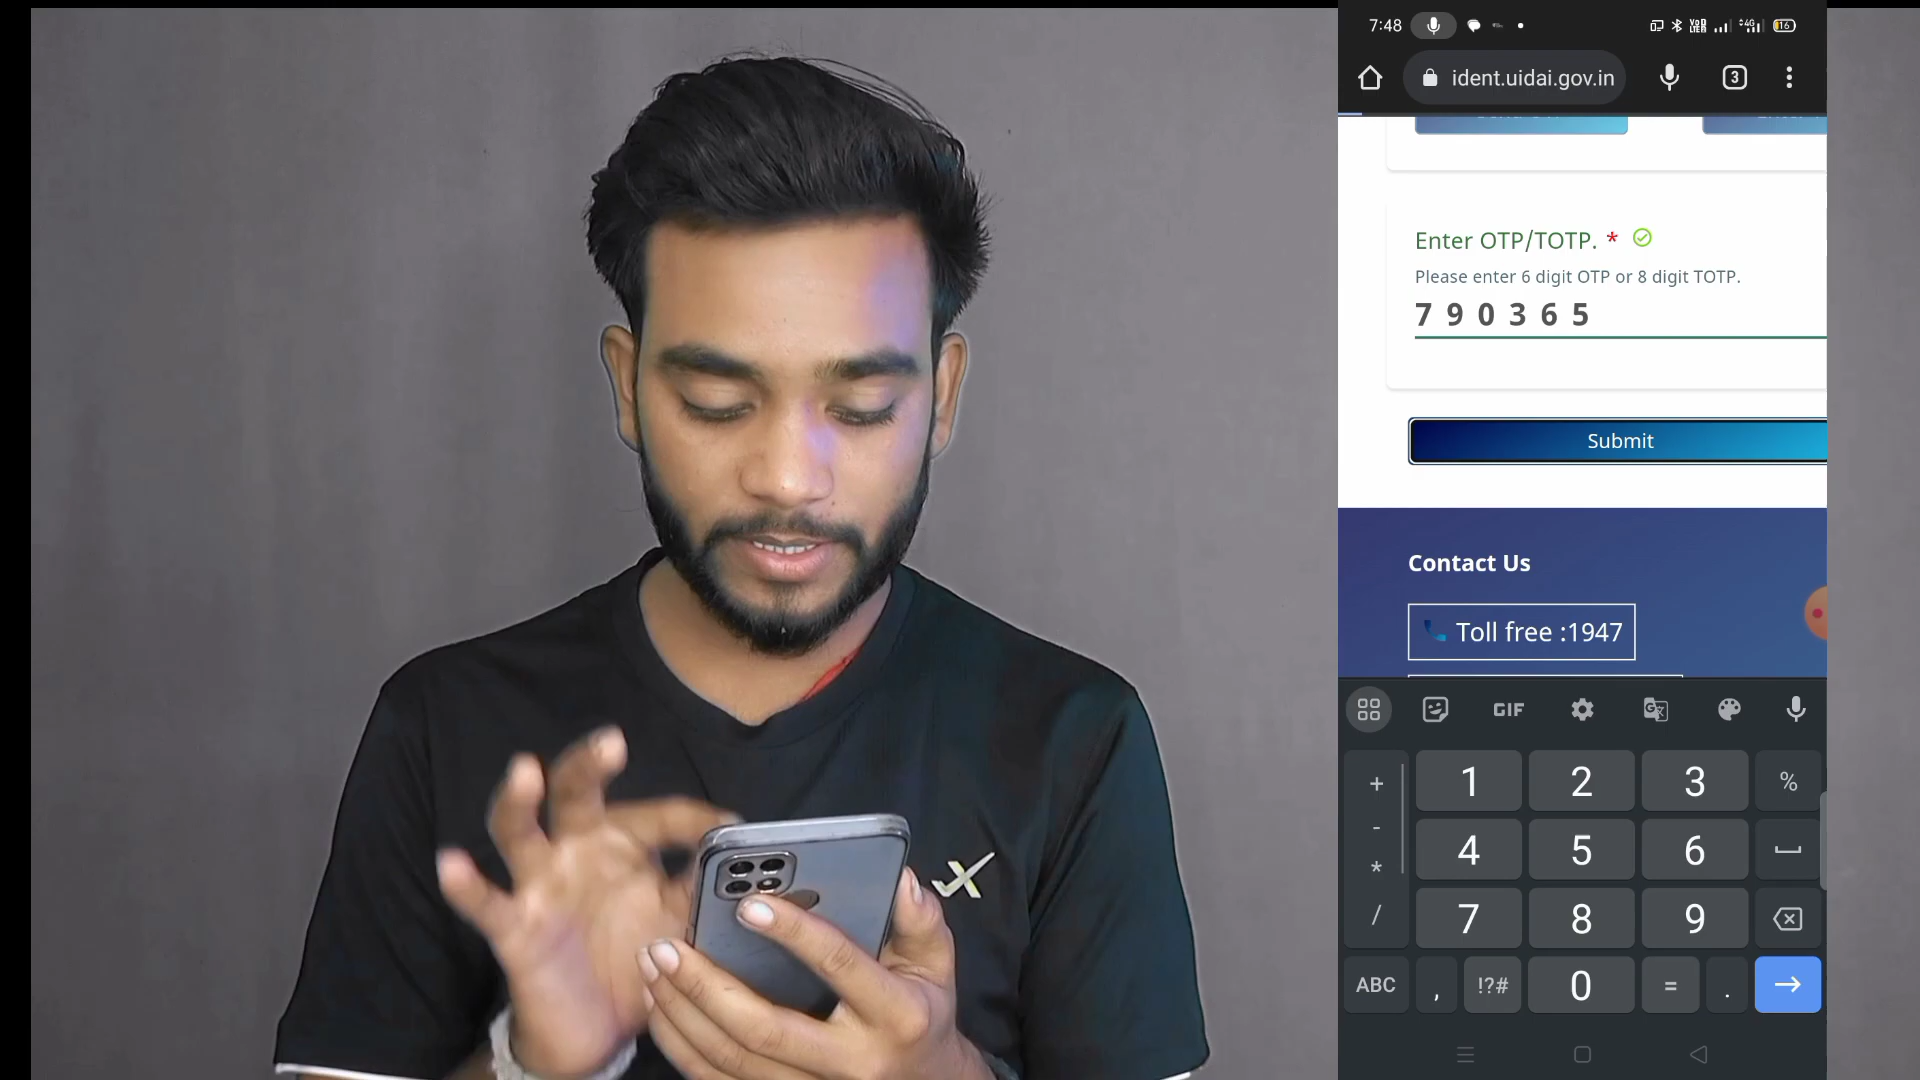 7:48
16
ident.uidai.gov.in
3
Enter OTP/TOTP. *
Please enter 6 digit OTP or 8 digit TOTP.
7 9 0 3 6 5
Submit
Contact Us
Toll free :1947
GIF
+ 1 2 3 %
- 4 5 6
*
/ 7 8 9
ABC , !?# 0 = .